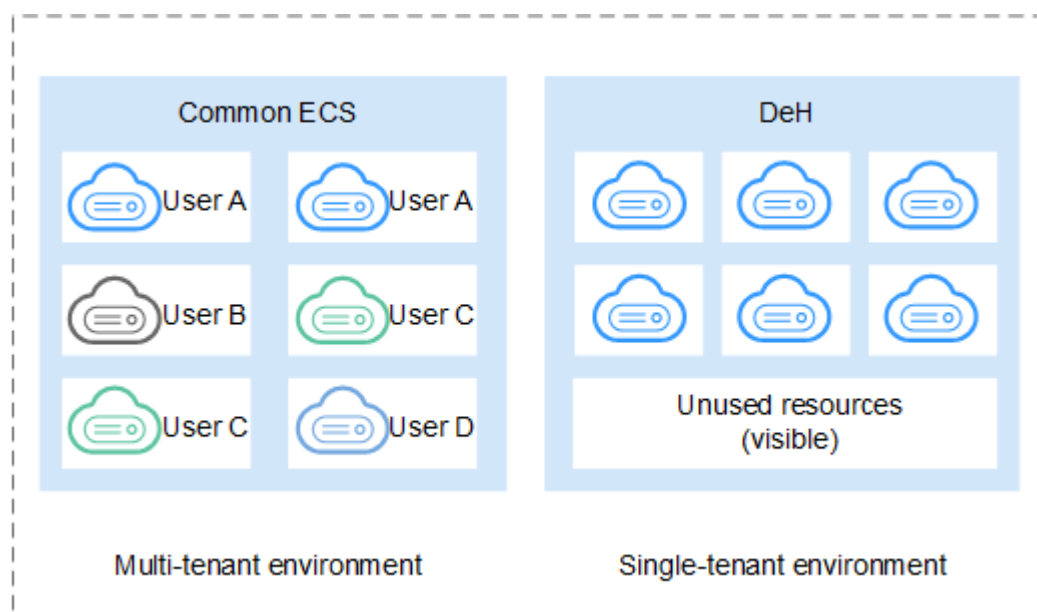 Common ECS
User A
User A
User B
User C
User C
User D
Multi-tenant environment
DeH
Unused resources
(visible)
Single-tenant environment